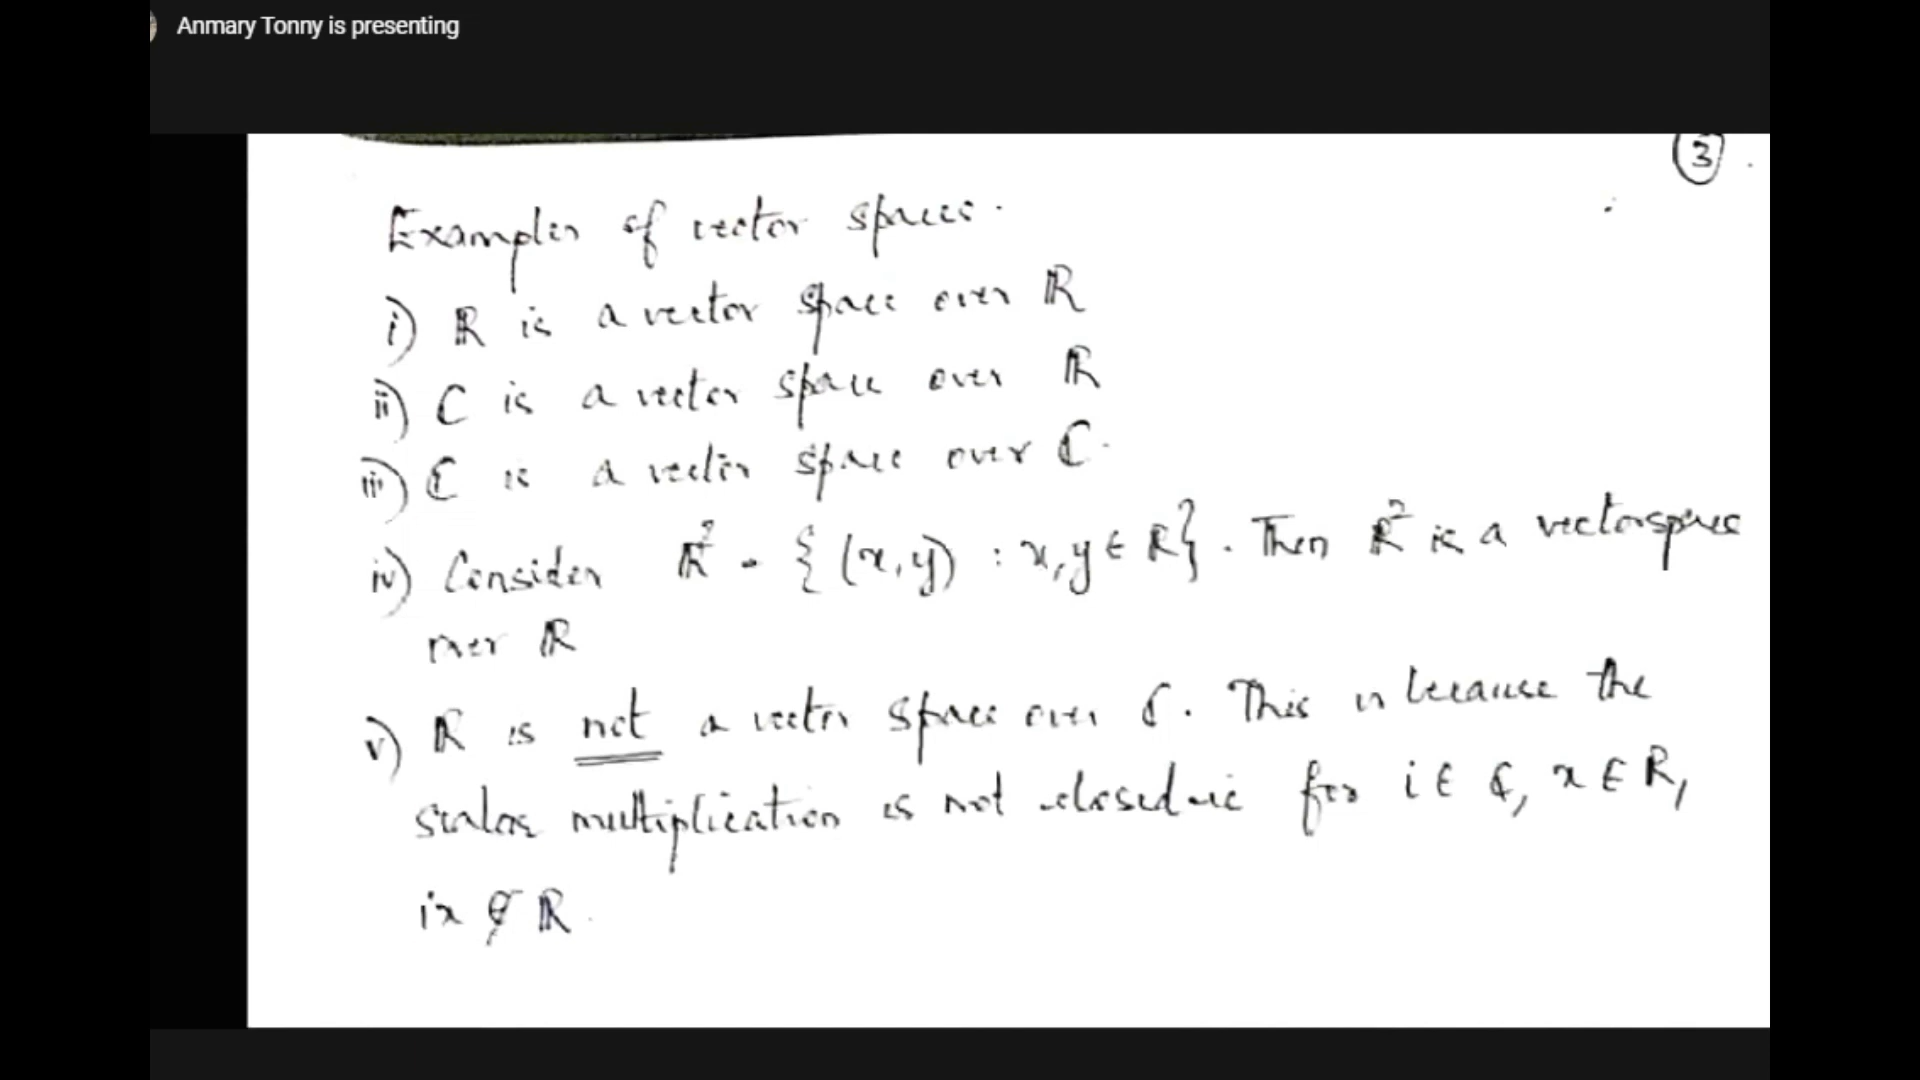 Anmary Tonny is presenting
3
Examples of vector spaces.
i) ℝ is a vector space over ℝ
ii) ℂ is a vector space over ℝ
iii) ℂ is a vector space over ℂ.
iv) Consider ℝ² = {(x,y) : x,y ∈ ℝ}. Then ℝ² is a vectorspace
over ℝ
v) ℝ is not a vector space over ℂ. This is because the
scalar multiplication is not closed ie for i ∈ ℂ, x ∈ ℝ,
ix ∉ ℝ.